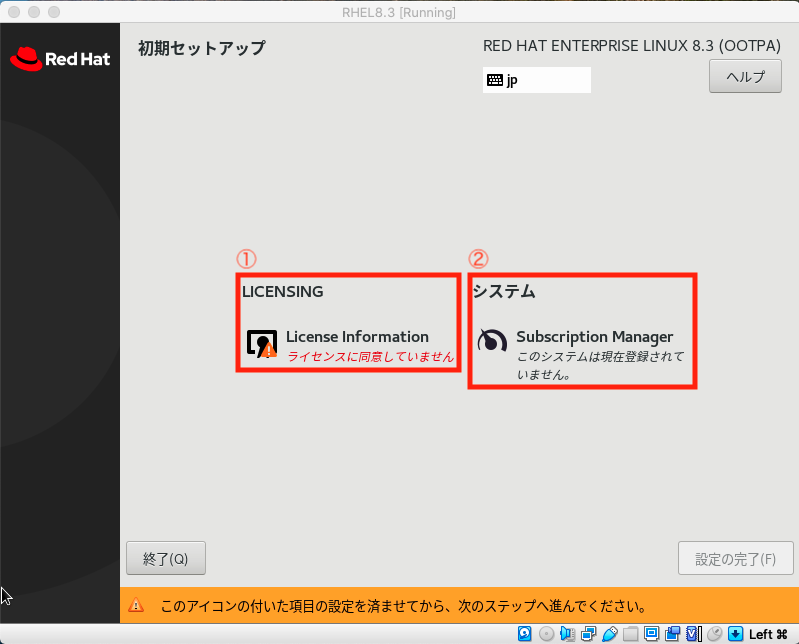 RHEL8.3 [Running]
Red Hat
初期セットアップ
RED HAT ENTERPRISE LINUX 8.3 (OOTPA)
jp
ヘルプ
①
②
LICENSING
システム
License Information
ライセンスに同意していません
Subscription Manager
このシステムは現在登録されて
いません。
終了(Q)
設定の完了(F)
このアイコンの付いた項目の設定を済ませてから、次のステップへ進んでください。
Left ⌘